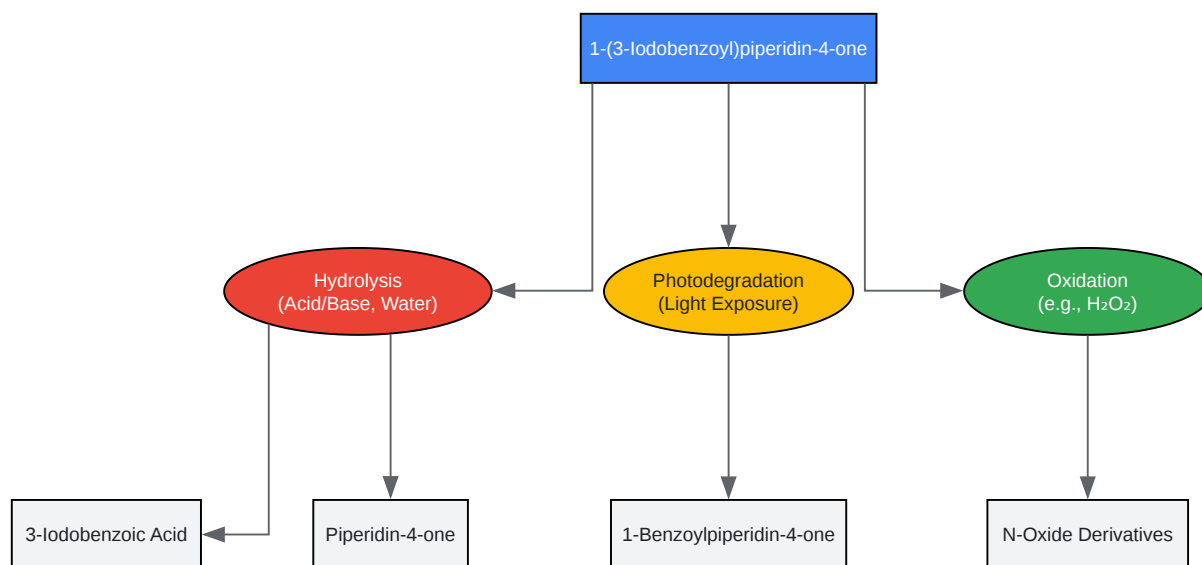 1-(3-Iodobenzoyl)piperidin-4-one
Hydrolysis
(Acid/Base, Water)
Photodegradation
(Light Exposure)
Oxidation
(e.g., H₂O₂)
3-Iodobenzoic Acid
Piperidin-4-one
1-Benzoylpiperidin-4-one
N-Oxide Derivatives